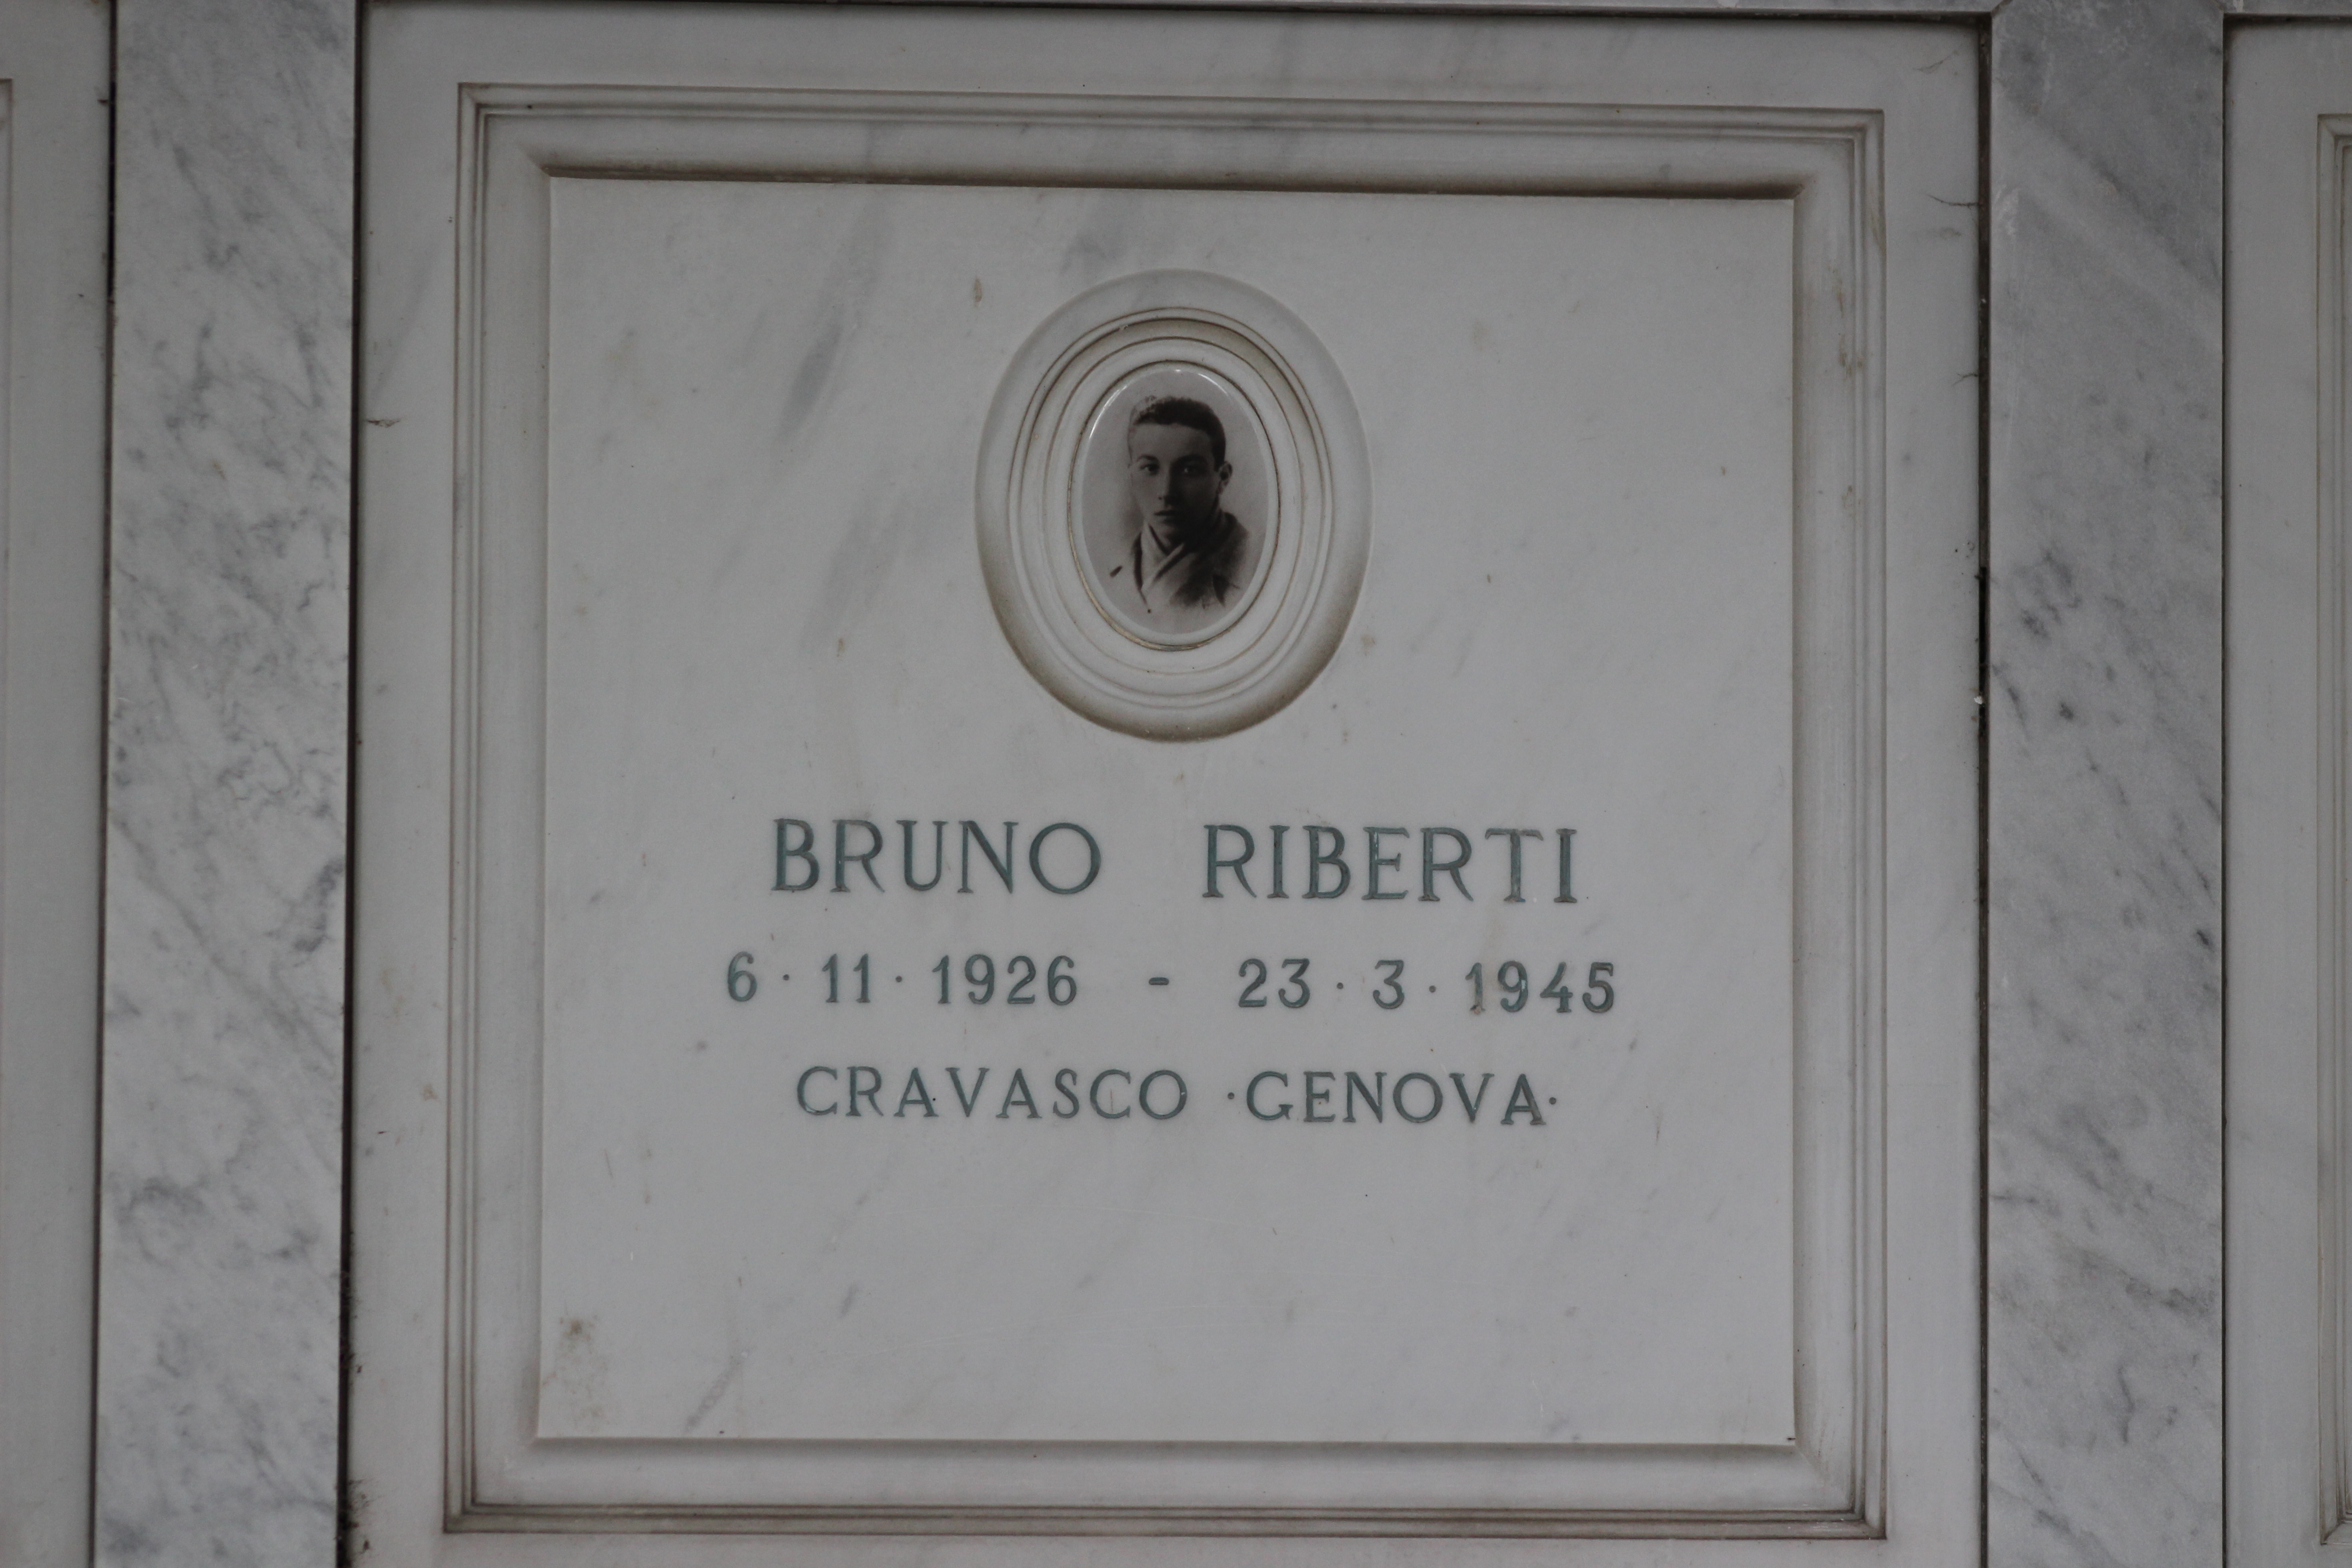 BRUNO RIBERTI
6·11·1926 - 23·3·1945
CRAVASCO ·GENOVA·